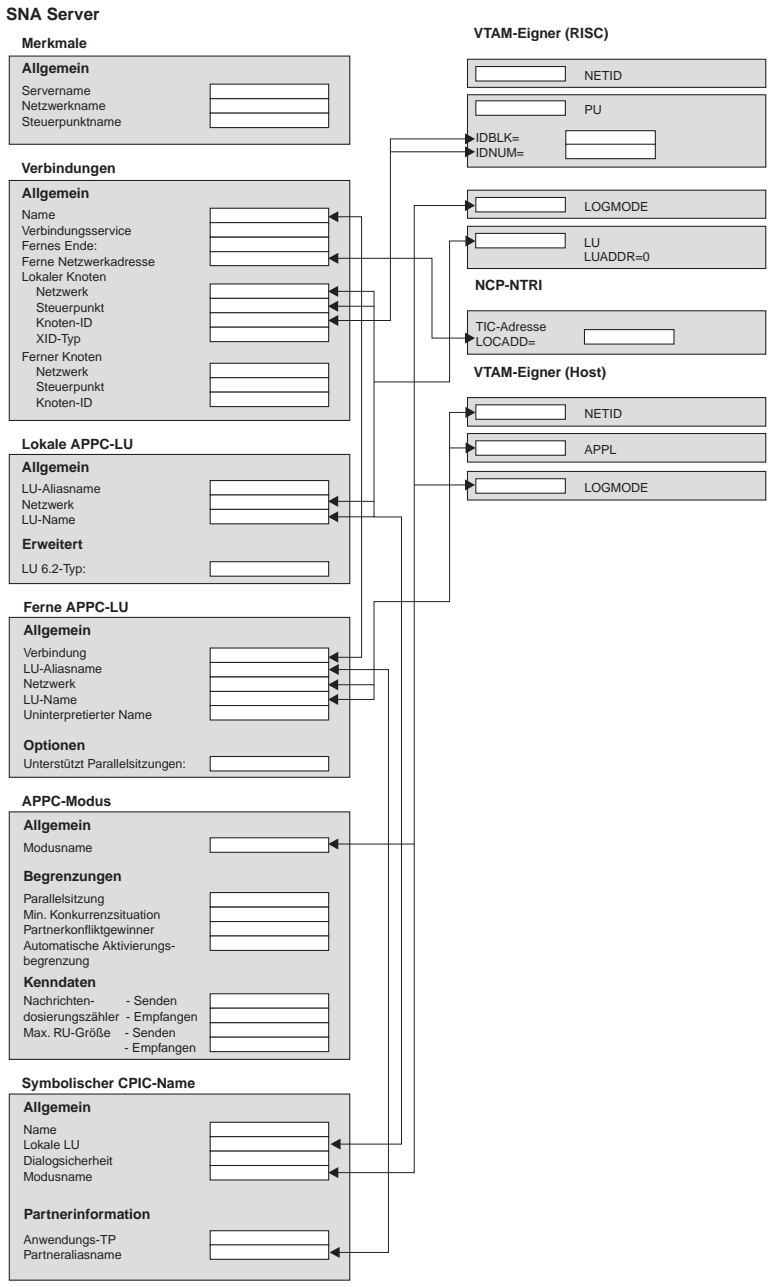 SNA Server
Merkmale
Allgemein
Servername
Netzwerkname
Steuerpunktname
Verbindungen
Allgemein
Name
Verbindungsservice
Fernes Ende:
Ferne Netzwerkadresse
Lokaler Knoten
Netzwerk
Steuerpunkt
Knoten-ID
XID-Typ
Ferner Knoten
Netzwerk
Steuerpunkt
Knoten-ID
Lokale APPC-LU
Allgemein
LU-Aliasname
Netzwerk
LU-Name
Erweitert
LU 6.2-Typ:
Ferne APPC-LU
Allgemein
Verbindung
LU-Aliasname
Netzwerk
LU-Name
Uninterpretierter Name
Optionen
Unterstützt Parallelsitzungen:
APPC-Modus
Allgemein
Modusname
Begrenzungen
Parallelsitzung
Min. Konkurrenzsituation
Partnerkonfliktgewinner
Automatische Aktivierungs-
begrenzung
Kenndaten
Nachrichten- - Senden
dosierungszähler - Empfangen
Max. RU-Größe - Senden
- Empfangen
Symbolischer CPIC-Name
Allgemein
Name
Lokale LU
Dialogsicherheit
Modusname
Partnerinformation
Anwendungs-TP
Partneraliasname
VTAM-Eigner (RISC)
NETID
PU
IDBLK=
IDNUM=
LOGMODE
LU
LUADDR=0
NCP-NTRI
TIC-Adresse
LOCADD=
VTAM-Eigner (Host)
NETID
APPL
LOGMODE